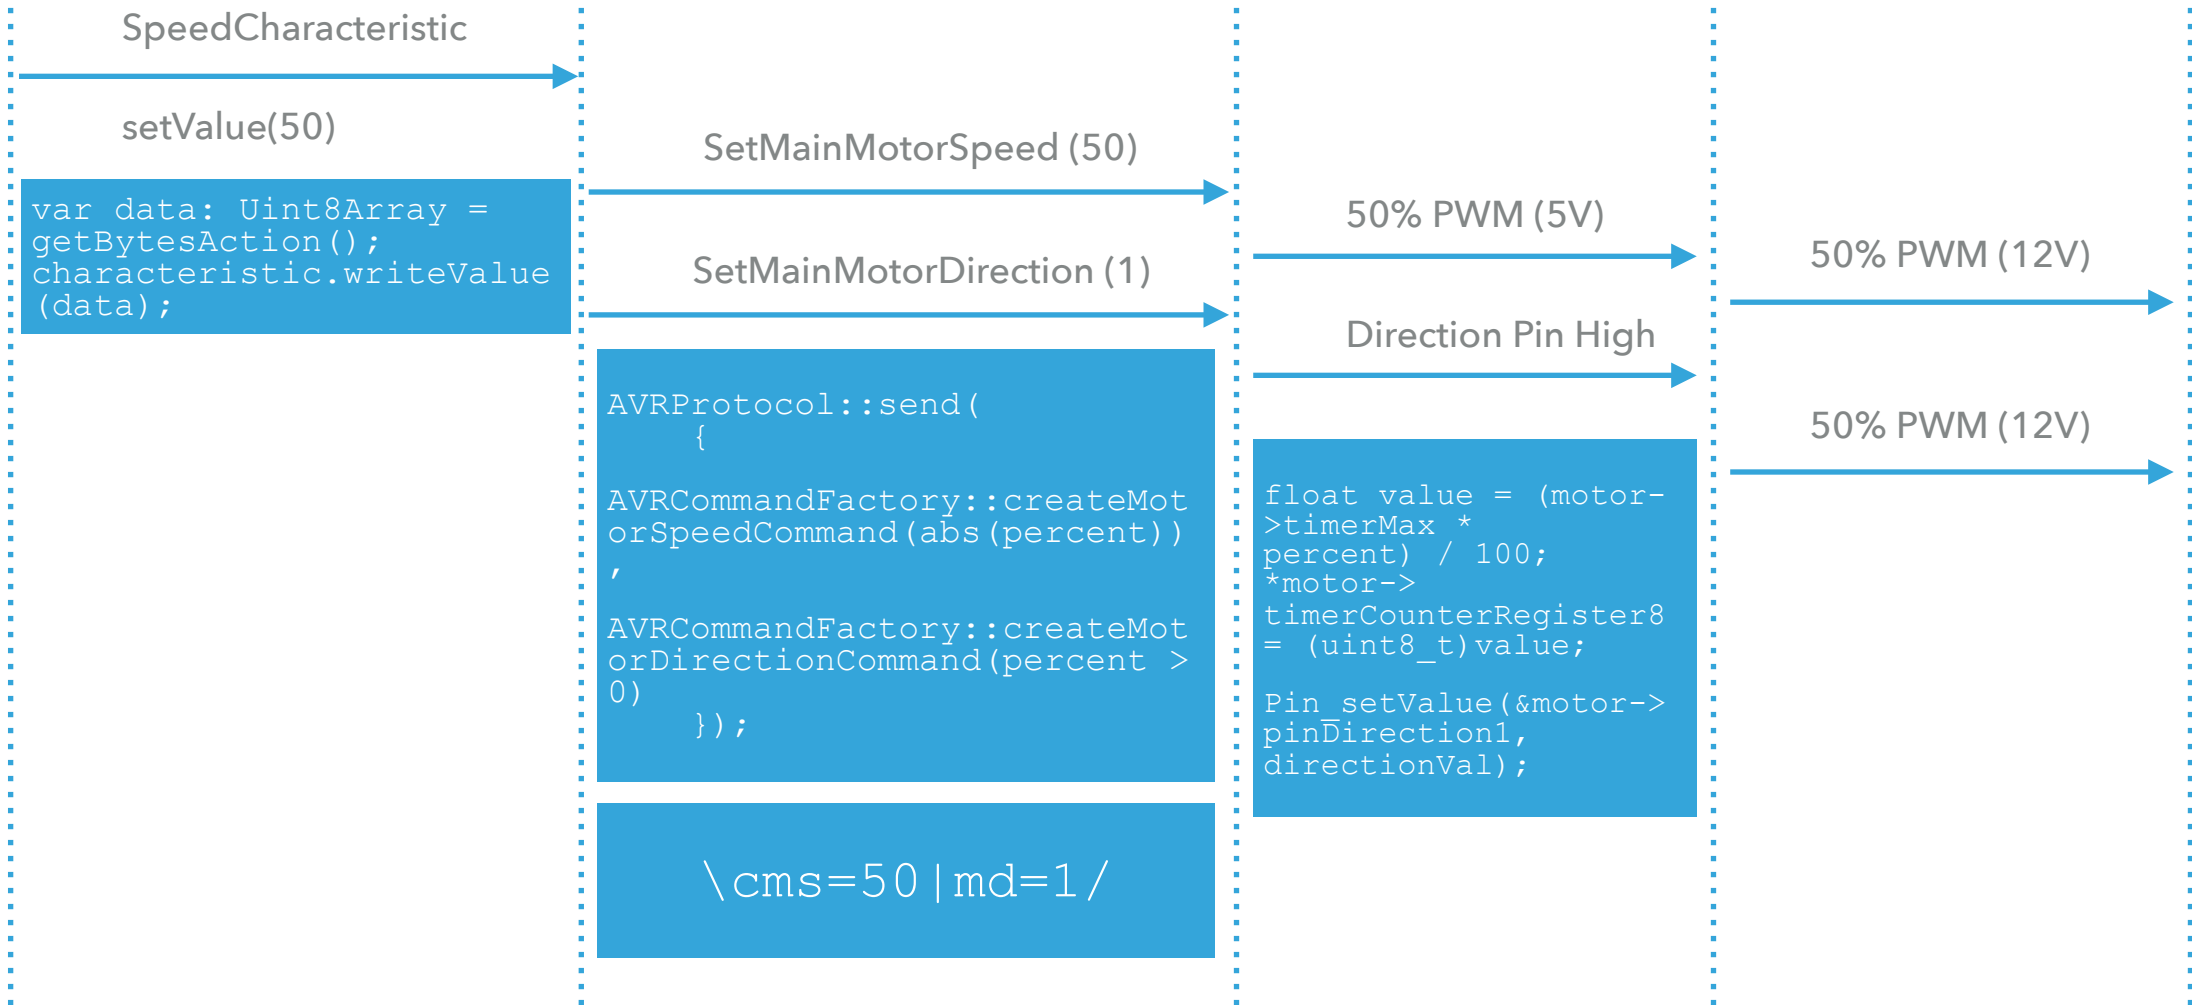 SpeedCharacteristic
setValue(50)
var data: Uint8Array =
getBytesAction();
characteristic.writeValue
(data);
SetMainMotorSpeed (50)
SetMainMotorDirection (1)
AVRProtocol::send(
{
AVRCommandFactory::createMot
orSpeedCommand(abs(percent))
,
AVRCommandFactory::createMot
orDirectionCommand(percent >
0)
});
\cms=50|md=1/
50% PWM (5V)
Direction Pin High
float value = (motor-
>timerMax *
percent) / 100;
*motor->
timerCounterRegister8
= (uint8_t)value;
Pin_setValue(&motor->
pinDirection1,
directionVal);
50% PWM (12V)
50% PWM (12V)